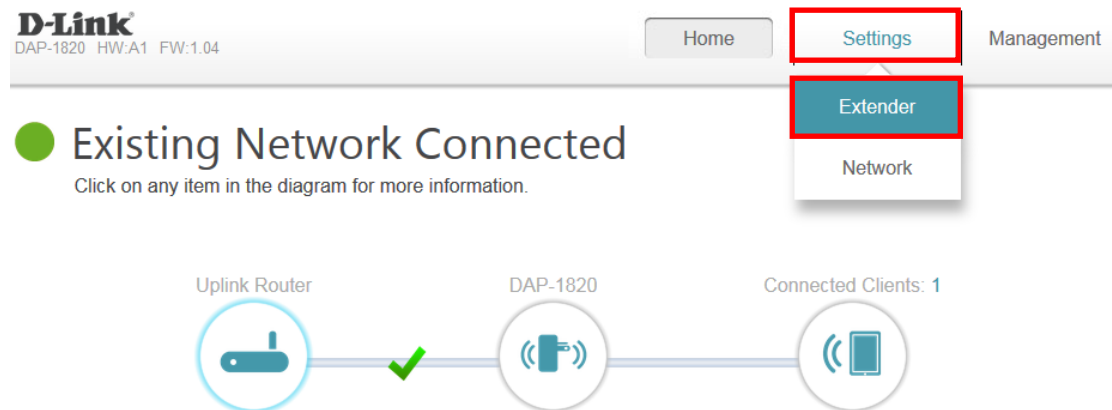 D-Link
DAP-1820 HW:A1 FW:1.04
Home
Settings
Management
Extender
Network
Existing Network Connected
Click on any item in the diagram for more information.
Uplink Router
DAP-1820
Connected Clients: 1